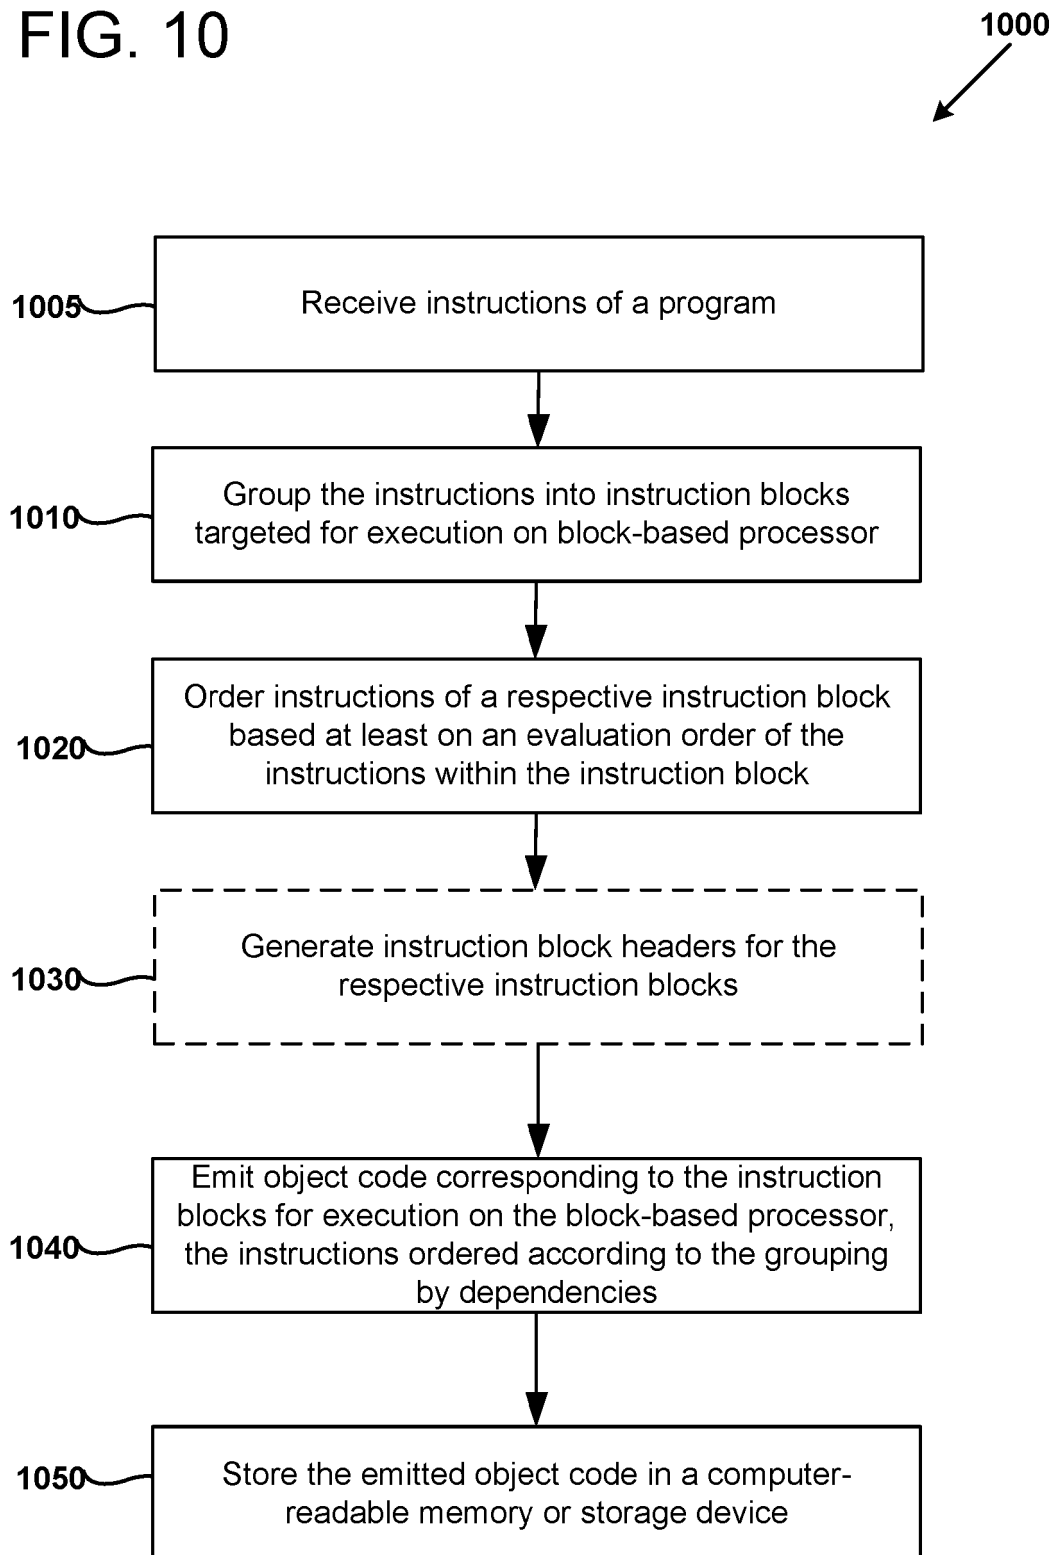 FIG. 10
1000
1005
Receive instructions of a program
1010
Group the instructions into instruction blocks
targeted for execution on block-based processor
1020
Order instructions of a respective instruction block
based at least on an evaluation order of the
instructions within the instruction block
1030
Generate instruction block headers for the
respective instruction blocks
1040
Emit object code corresponding to the instruction
blocks for execution on the block-based processor,
the instructions ordered according to the grouping
by dependencies
1050
Store the emitted object code in a computer-
readable memory or storage device